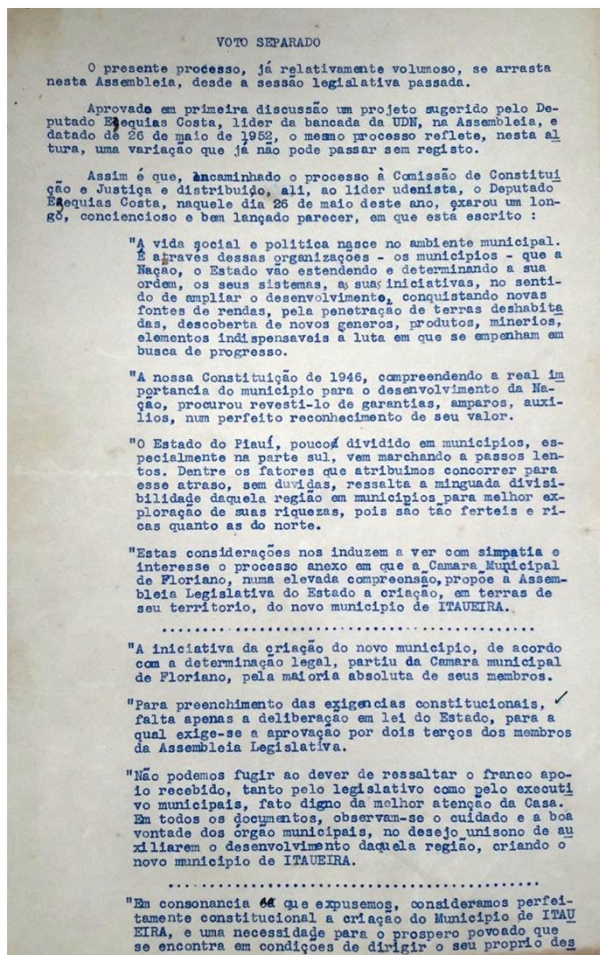 VOTO SEPARADO
O presente processo, já relativamente volumoso, se arrasta
nesta Assembleia, desde a sessão legislativa passada.
Aprovado em primeira discussão um projeto sugerido pelo De-
putado Ezequias Costa, lider da bancada da UDN, na Assembleia, e
datado de 26 de maio de 1952, o mesmo processo reflete, nesta al
tura, uma variação que já não pode passar sem registo.
Assim é que, encaminhado o processo à Comissão de Constitui
ção e Justiça e distribuido, ali, ao lider udenista, o Deputado
Ezequias Costa, naquele dia 26 de maio deste ano, exarou um lon-
go, conciencioso e bem lançado parecer, em que está escrito :
"A vida social e politica nasce no ambiente municipal.
É atraves dessas organizações - os municipios - que a
Nação, o Estado vão estendendo e determinando a sua
ordem, os seus sistemas, as suas iniciativas, no senti-
do de ampliar o desenvolvimento, conquistando novas
fontes de rendas, pela penetração de terras deshabita
das, descoberta de novos generos, produtos, minerios,
elementos indispensaveis a luta em que se empenham em
busca de progresso.
"A nossa Constituição de 1946, compreendendo a real im
portancia do municipio para o desenvolvimento da Na-
ção, procurou revesti-lo de garantias, amparos, auxi-
lios, num perfeito reconhecimento de seu valor.
"O Estado do Piauí, pouco dividido em municipios, es-
pecialmente na parte sul, vem marchando a passos len-
tos. Dentre os fatores que atribuimos concorrer para
esse atraso, sem duvidas, ressalta a minguada divisi-
bilidade daquela região em municipios para melhor ex-
ploração de suas riquezas, pois são tão ferteis e ri-
cas quanto as do norte.
"Estas considerações nos induzem a ver com simpatia e
interesse o processo anexo em que a Camara Municipal
de Floriano, numa elevada compreensão, propõe à Assem-
bleia Legislativa do Estado a criação, em terras de
seu territorio, do novo municipio de ITAUEIRA.
..........................................
"A iniciativa da criação do novo municipio, de acordo
com a determinação legal, partiu da Camara municipal
de Floriano, pela maioria absoluta de seus membros.
"Para preenchimento das exigencias constitucionais, ✓
falta apenas a deliberação em lei do Estado, para a
qual exige-se a aprovação por dois terços dos membros
da Assembleia Legislativa.
"Não podemos fugir ao dever de ressaltar o franco apo-
io recebido, tanto pelo legislativo como pelo executi
vo municipais, fato digno da melhor atenção da Casa.
Em todos os documentos, observam-se o cuidado e a boa
vontade dos órgão municipais, no desejo unisono de au
xiliarem o desenvolvimento daquela região, criando o
novo municipio de ITAUEIRA.
..........................................
"Em consonancia que expusemos, consideramos perfei-
tamente constitucional a criação do Municipio de ITAU
EIRA, e uma necessidade para o prospero povoado que
se encontra em condições de dirigir o seu proprio des